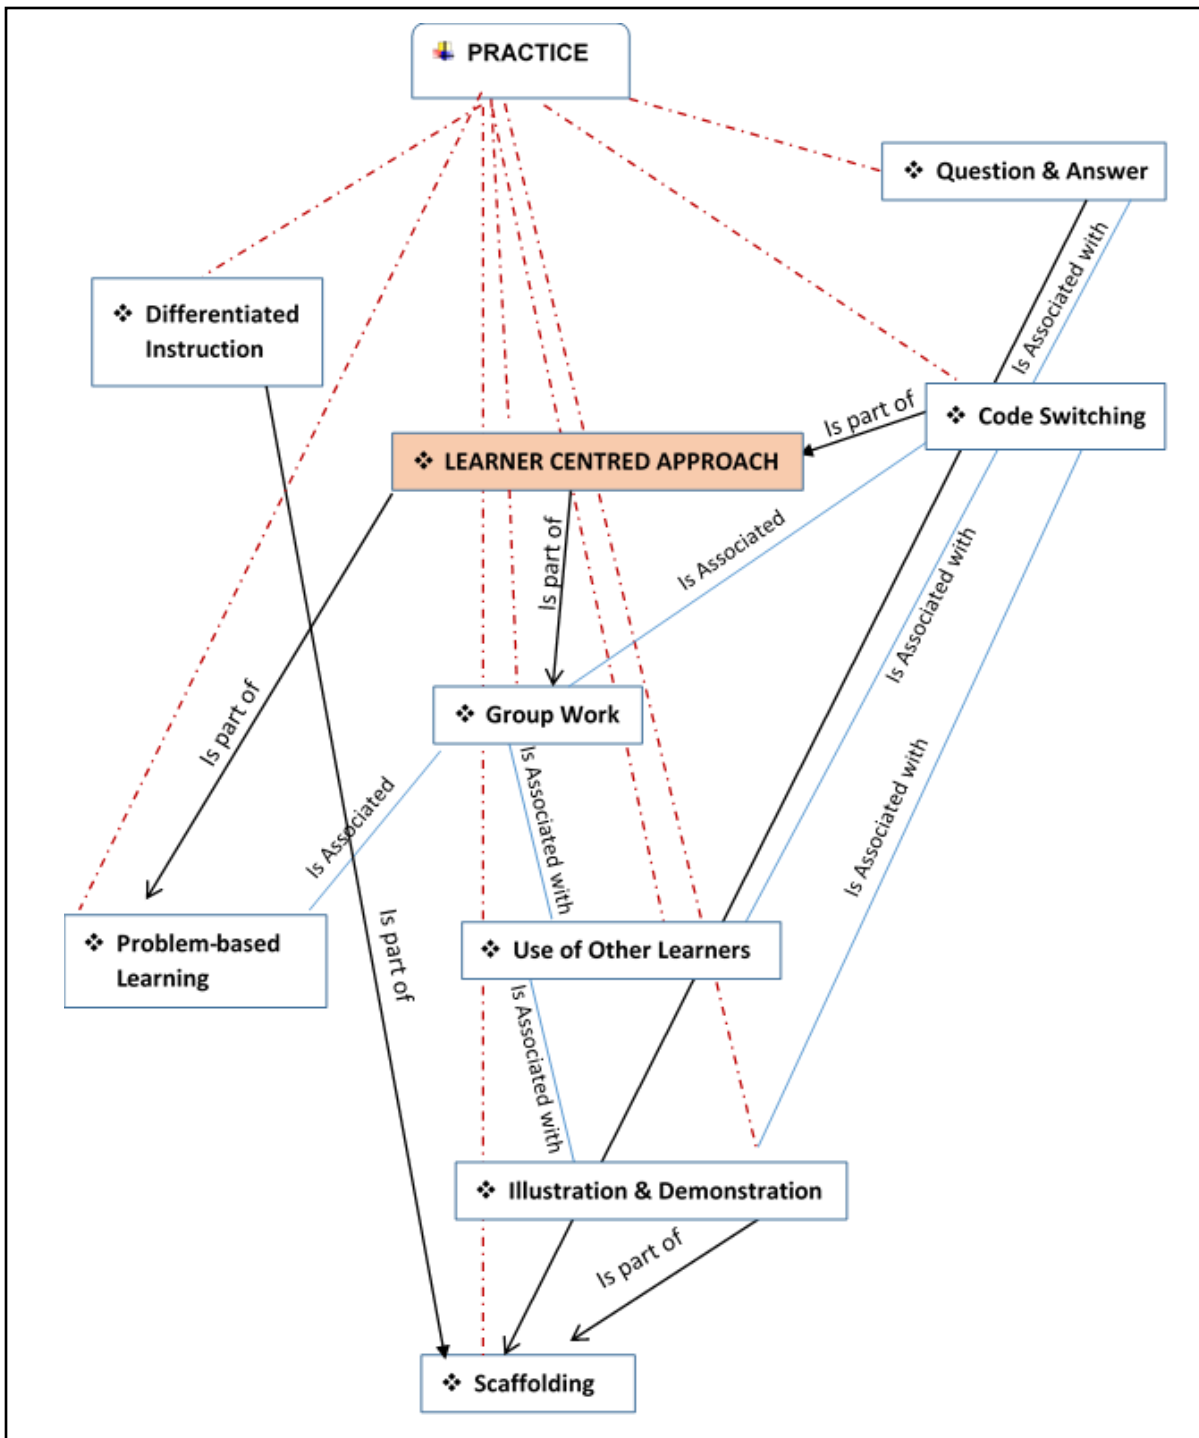 PRACTICE
❖ Question & Answer
Is Associated with
❖ Differentiated
Instruction
❖ Code Switching
Is part of
❖ LEARNER CENTRED APPROACH
Is Associated
Is part of
Is Associated with
Is part of
❖ Group Work
Is Associated with
Is Associated with
Is Associated
❖ Problem-based
Learning
Is part of
❖ Use of Other Learners
Is Associated with
❖ Illustration & Demonstration
Is part of
❖ Scaffolding